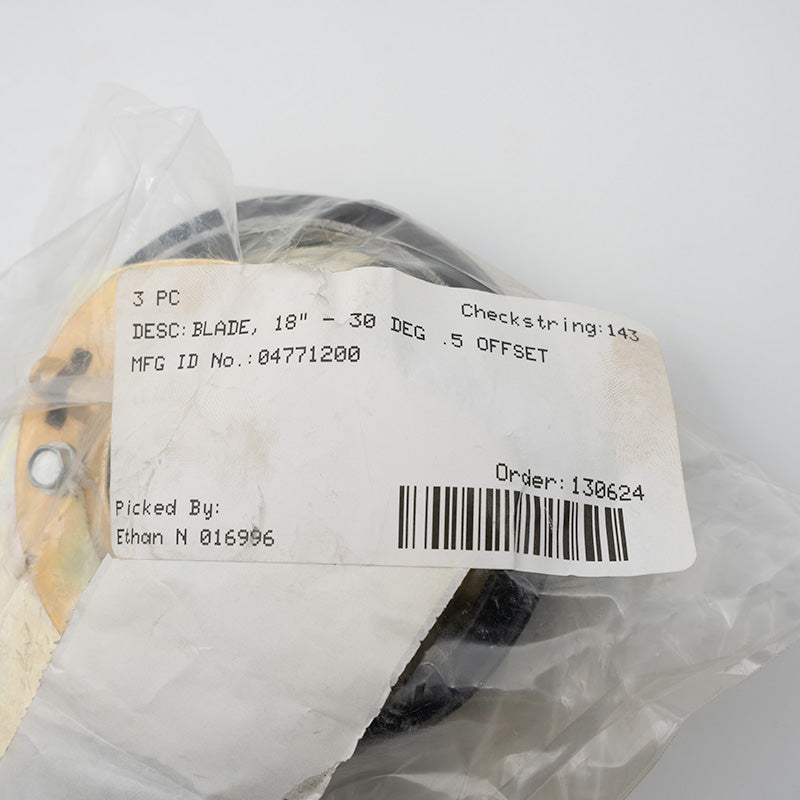 3 PC
Checkstring:143
DESC:BLADE, 18" - 30 DEG .5 OFFSET
MFG ID No.:04771200
Order:130624
Picked By:
Ethan N 016996